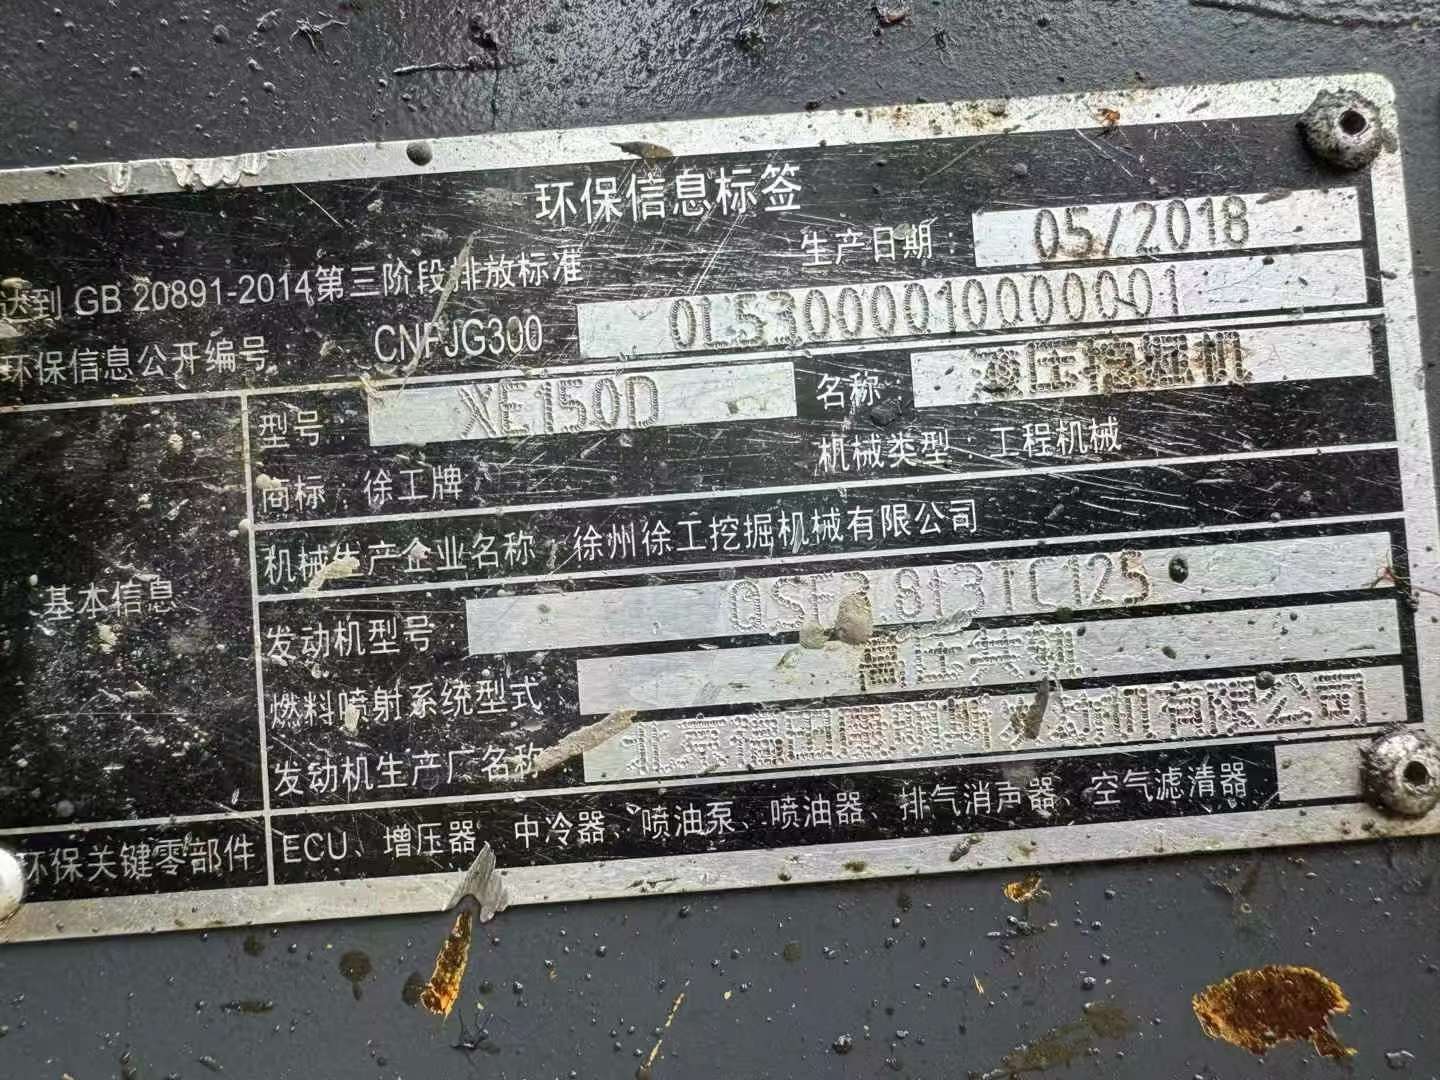 环保信息标签
生产日期: 05/2018
达到 GB 20891-2014第三阶段排放标准
环保信息公开编号: CNFJG300 0L53000010000001
型号: XE150D 名称: 液压挖掘机
商标: 徐工牌 机械类型: 工程机械
机械生产企业名称: 徐州徐工挖掘机械有限公司
基本信息
发动机型号 QSF3.8t3TC125
燃料喷射系统型式 高压共轨
发动机生产厂名称 北京福田康明斯发动机有限公司
环保关键零部件 ECU、增压器、中冷器、喷油泵、喷油器、排气消声器、空气滤清器